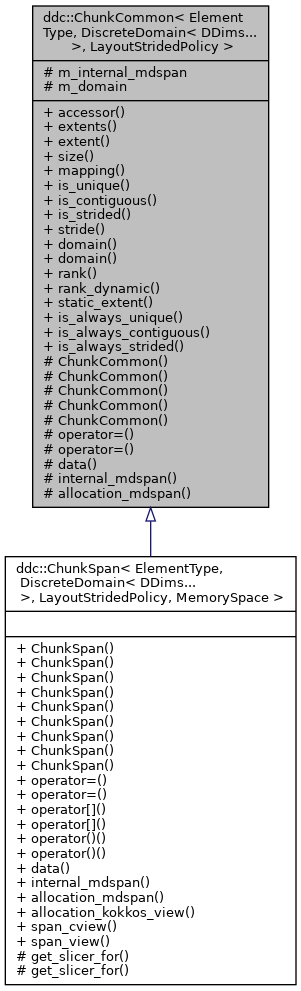 ddc::ChunkCommon< Element
Type, DiscreteDomain< DDims...
>, LayoutStridedPolicy >
# m_internal_mdspan
# m_domain
+ accessor()
+ extents()
+ extent()
+ size()
+ mapping()
+ is_unique()
+ is_contiguous()
+ is_strided()
+ stride()
+ domain()
+ domain()
+ rank()
+ rank_dynamic()
+ static_extent()
+ is_always_unique()
+ is_always_contiguous()
+ is_always_strided()
# ChunkCommon()
# ChunkCommon()
# ChunkCommon()
# ChunkCommon()
# ChunkCommon()
# operator=()
# operator=()
# data()
# internal_mdspan()
# allocation_mdspan()
ddc::ChunkSpan< ElementType,
DiscreteDomain< DDims...
>, LayoutStridedPolicy, MemorySpace >
+ ChunkSpan()
+ ChunkSpan()
+ ChunkSpan()
+ ChunkSpan()
+ ChunkSpan()
+ ChunkSpan()
+ ChunkSpan()
+ ChunkSpan()
+ ChunkSpan()
+ operator=()
+ operator=()
+ operator[]()
+ operator[]()
+ operator()()
+ operator()()
+ data()
+ internal_mdspan()
+ allocation_mdspan()
+ allocation_kokkos_view()
+ span_cview()
+ span_view()
# get_slicer_for()
# get_slicer_for()